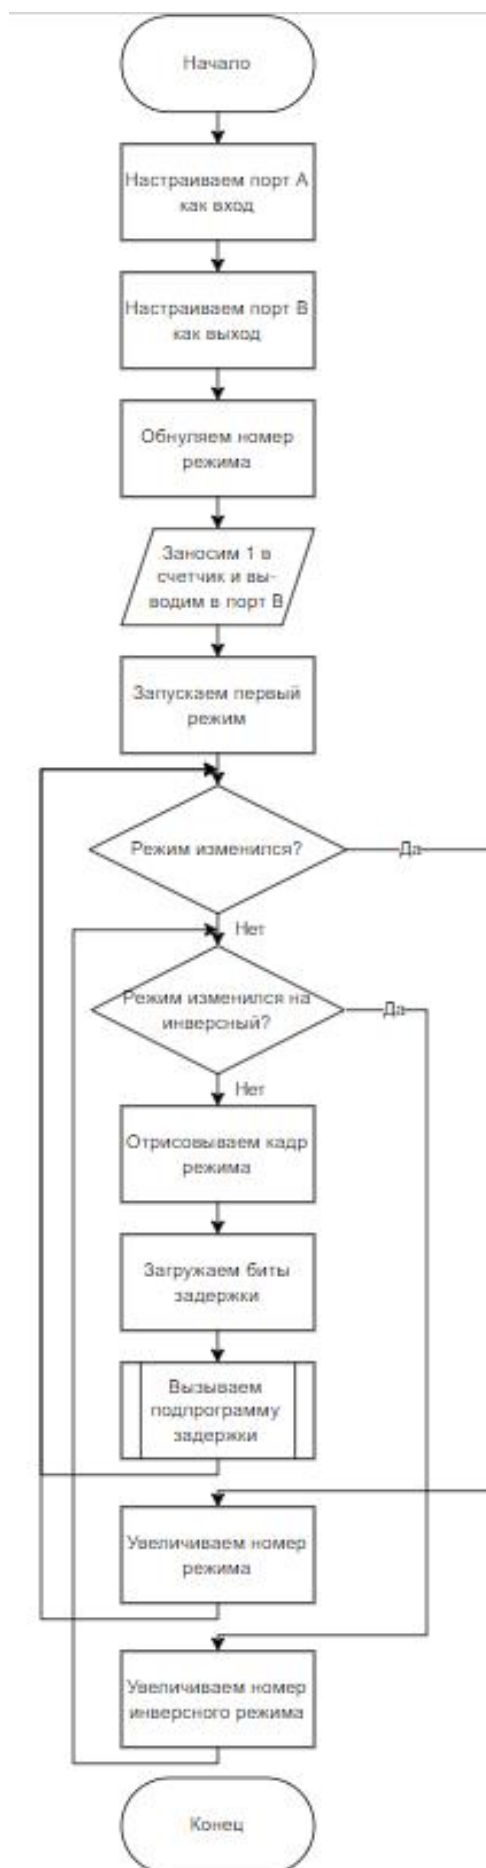 Начало
Настраиваем порт А
как вход
Настраиваем порт В
как выход
Обнуляем номер
режима
Заносим 1 в
счетчик и вы-
водим в порт В
Запускаем первый
режим
Режим изменился?
Да
Нет
Режим изменился на
инверсный?
Да
Нет
Отрисовываем кадр
режима
Загружаем биты
задержки
Вызываем
подпрограмму
задержки
Увеличиваем номер
режима
Увеличиваем номер
инверсного режима
Конец